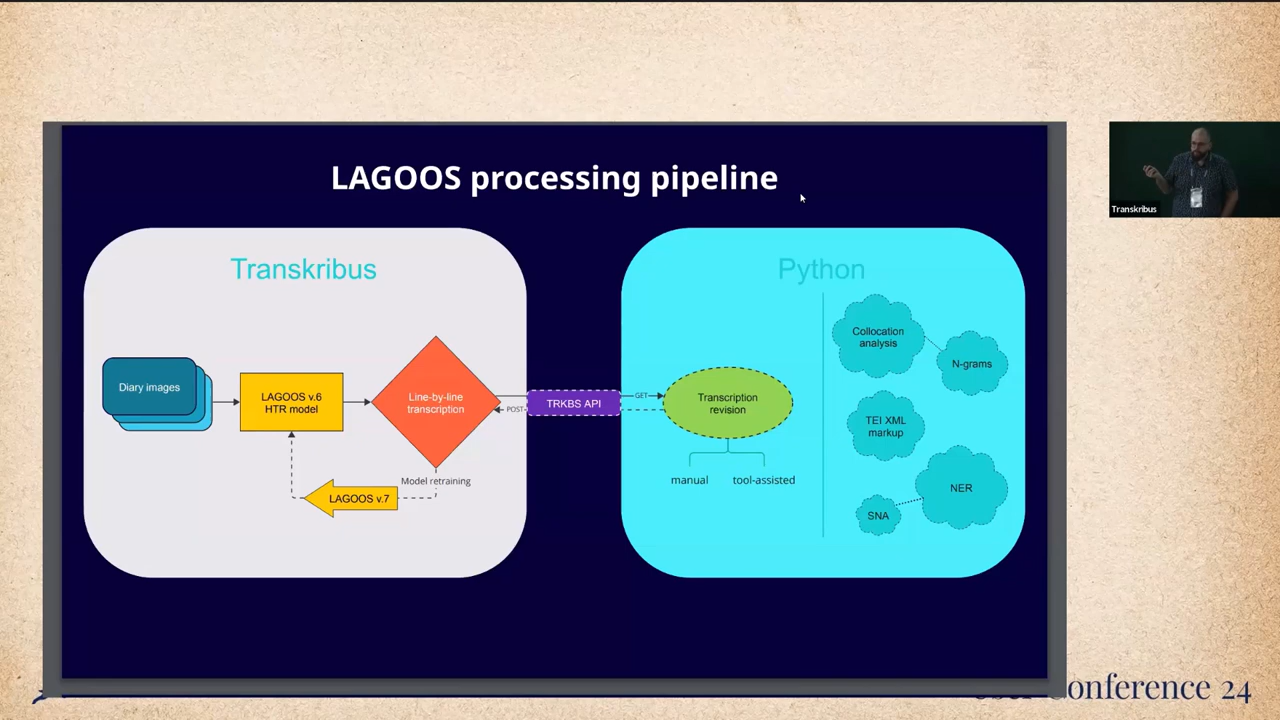 LAGOOS processing pipeline
Transkribus
Diary images
LAGOOS v.6
HTR model
Line-by-line
transcription
Model retraining
LAGOOS v.7
POST
TRKBS API
GET
Python
Transcription
revision
manual
tool-assisted
Collocation
analysis
N-grams
TEI XML
markup
NER
SNA
Transkribus
Conference 24